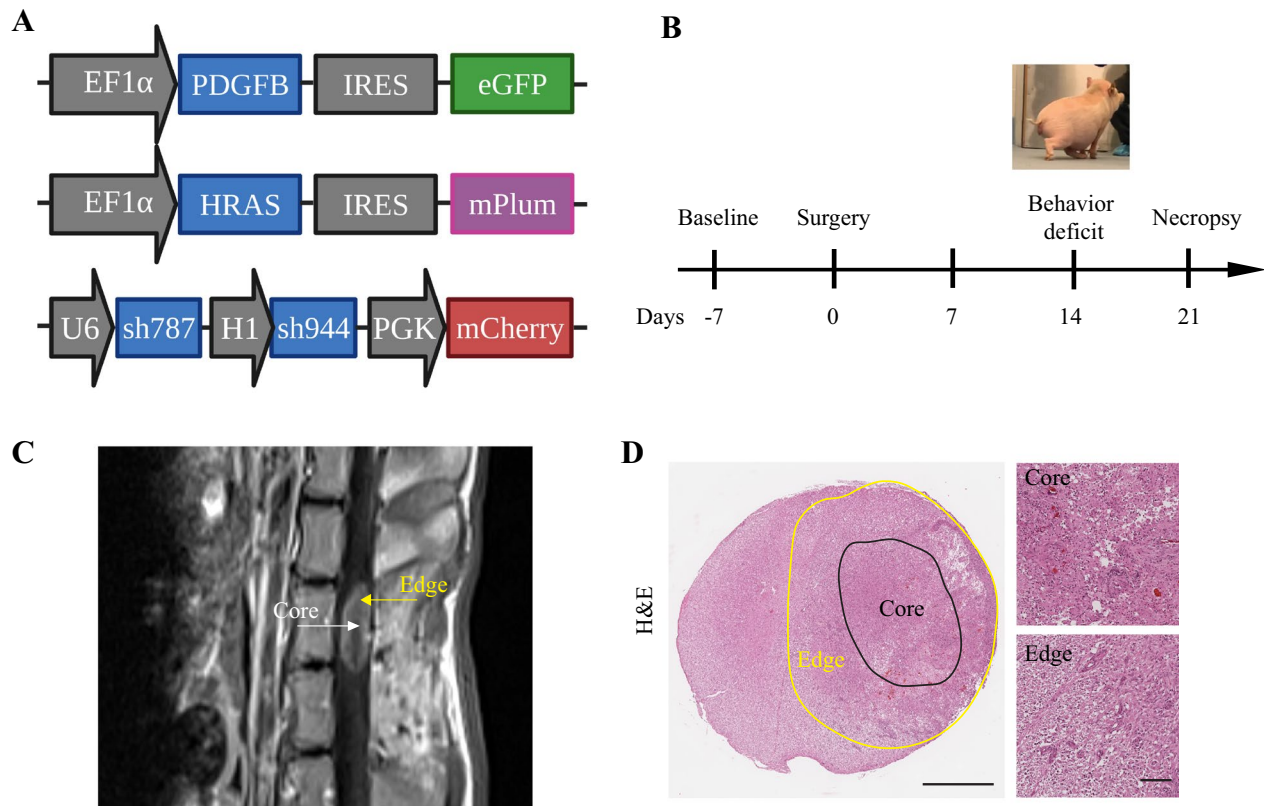 A
EF1α PDGFB IRES eGFP
EF1α HRAS IRES mPlum
U6 sh787 H1 sh944 PGK mCherry
B
Baseline Surgery Behavior deficit Necropsy
Days -7 0 7 14 21
C
Edge
Core
D
H&E
Core
Edge
Core
Edge